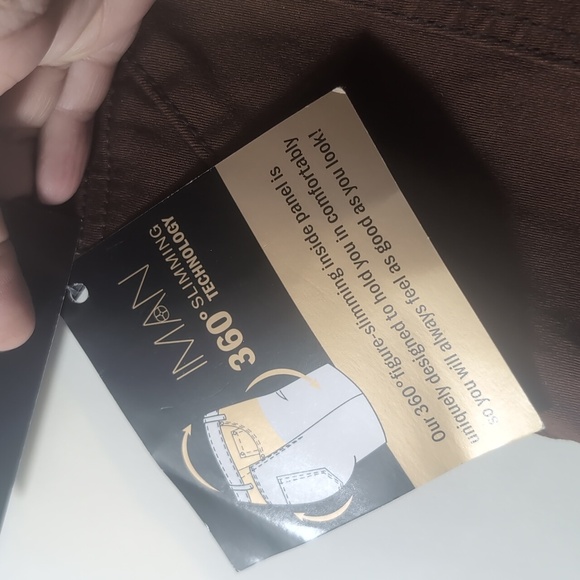 IMAN
360° SLIMMING
TECHNOLOGY
Our 360° figure-slimming inside panel is
uniquely designed to hold you in comfortably
so you will always feel as good as you look!